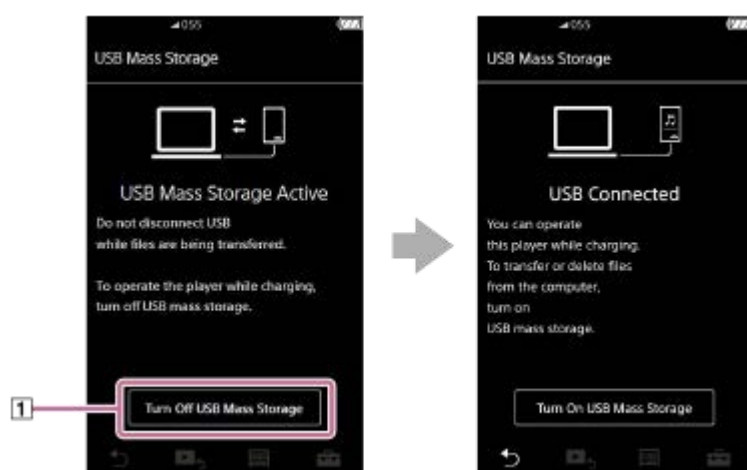 055
USB Mass Storage
USB Mass Storage Active
Do not disconnect USB
while files are being transferred.
To operate the player while charging,
turn off USB mass storage.
Turn Off USB Mass Storage
1
055
USB Mass Storage
USB Connected
You can operate
this player while charging.
To transfer or delete files
from the computer,
turn on
USB mass storage.
Turn On USB Mass Storage